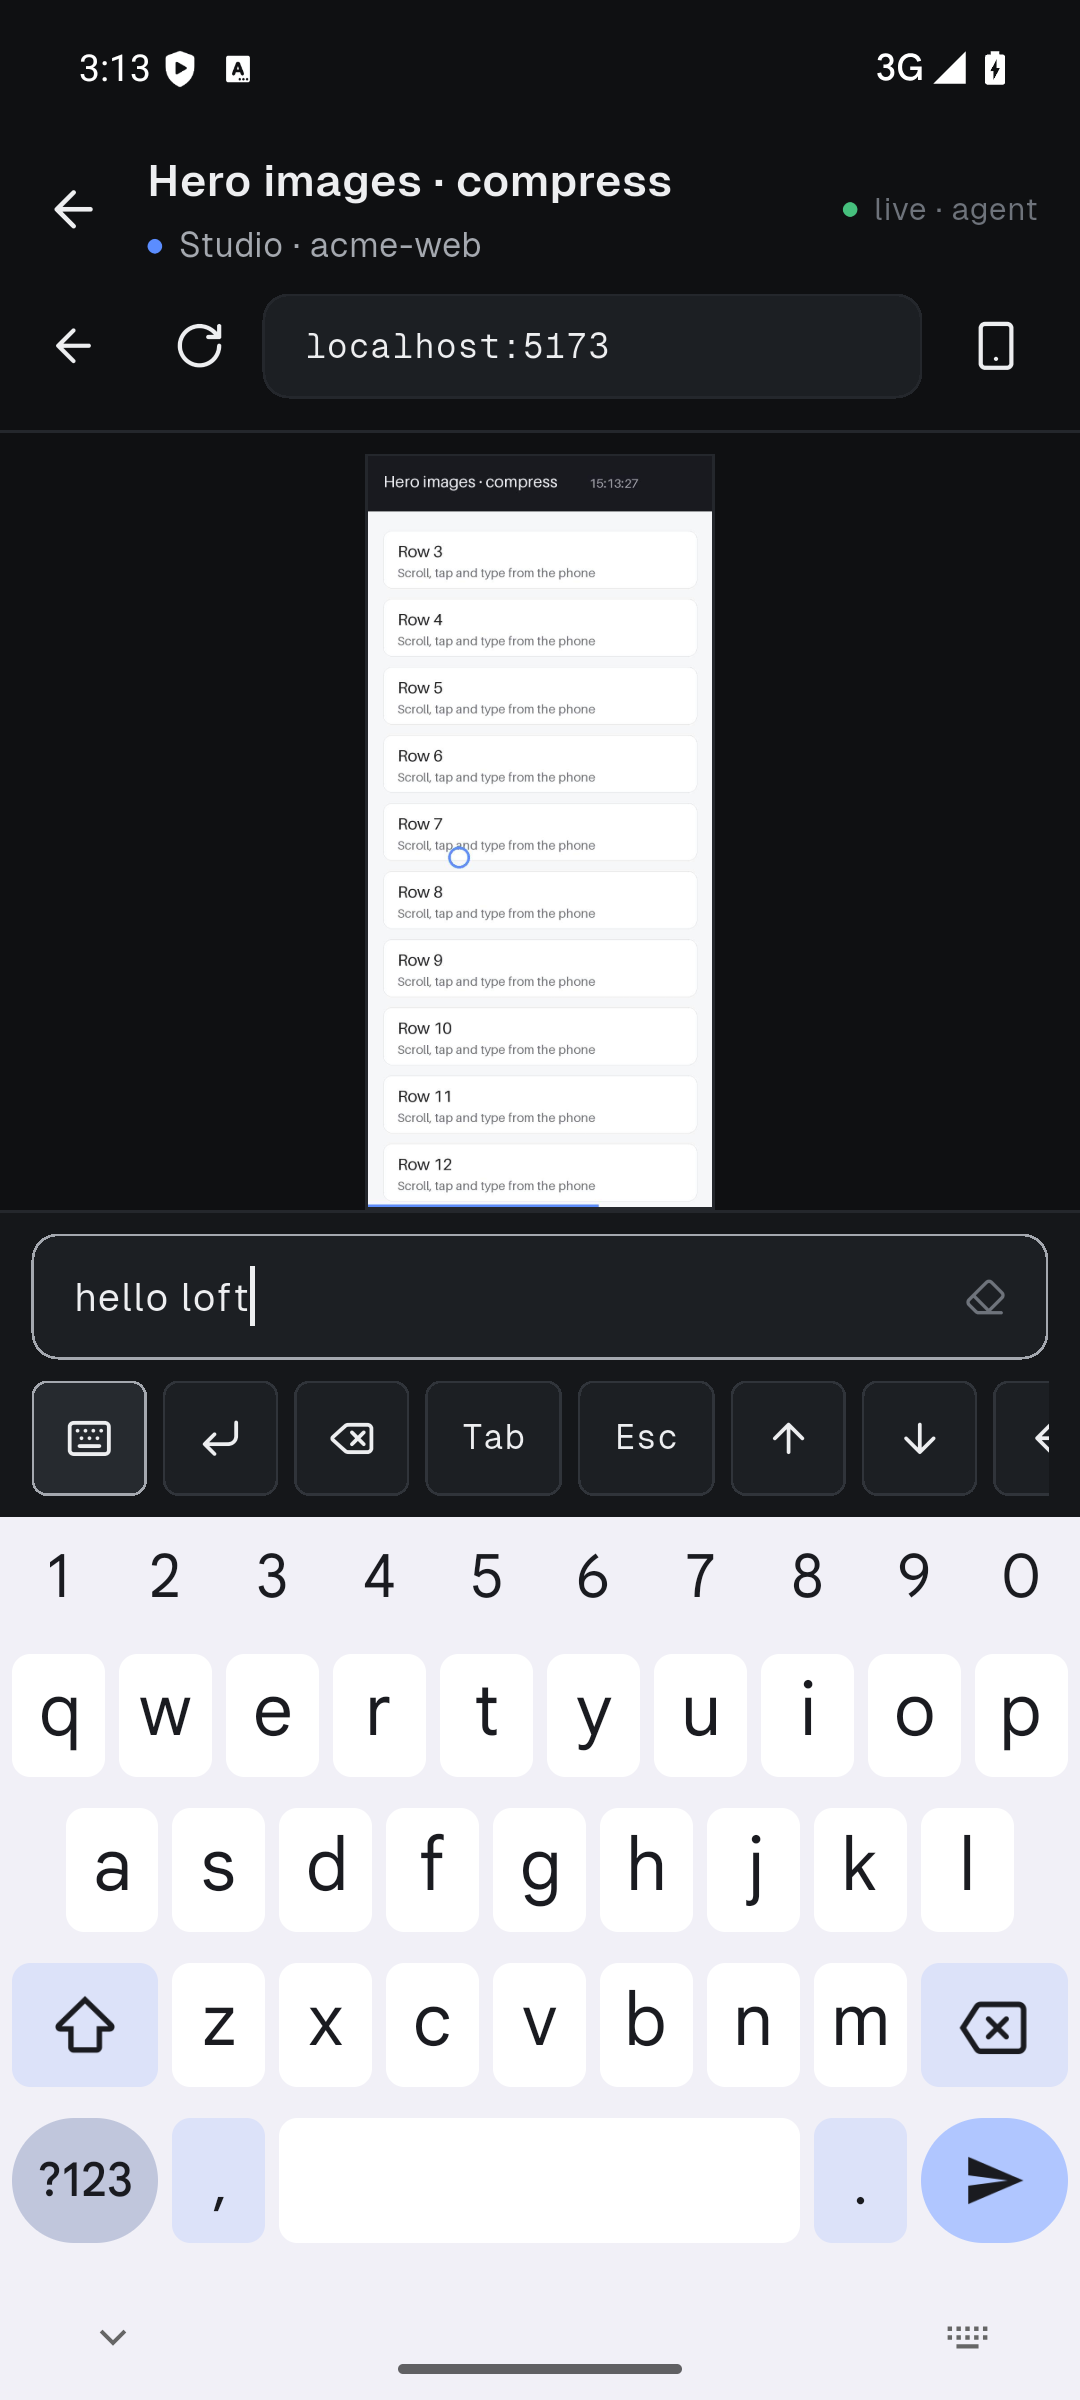 3:13
3G
Hero images · compress
live · agent
Studio · acme-web
localhost:5173
Hero images · compress 15:13:27
Row 3
Scroll, tap and type from the phone
Row 4
Scroll, tap and type from the phone
Row 5
Scroll, tap and type from the phone
Row 6
Scroll, tap and type from the phone
Row 7
Scroll, tap and type from the phone
Row 8
Scroll, tap and type from the phone
Row 9
Scroll, tap and type from the phone
Row 10
Scroll, tap and type from the phone
Row 11
Scroll, tap and type from the phone
Row 12
Scroll, tap and type from the phone
hello loft
Tab Esc
1 2 3 4 5 6 7 8 9 0
q w e r t y u i o p
a s d f g h j k l
z x c v b n m
?123 , .